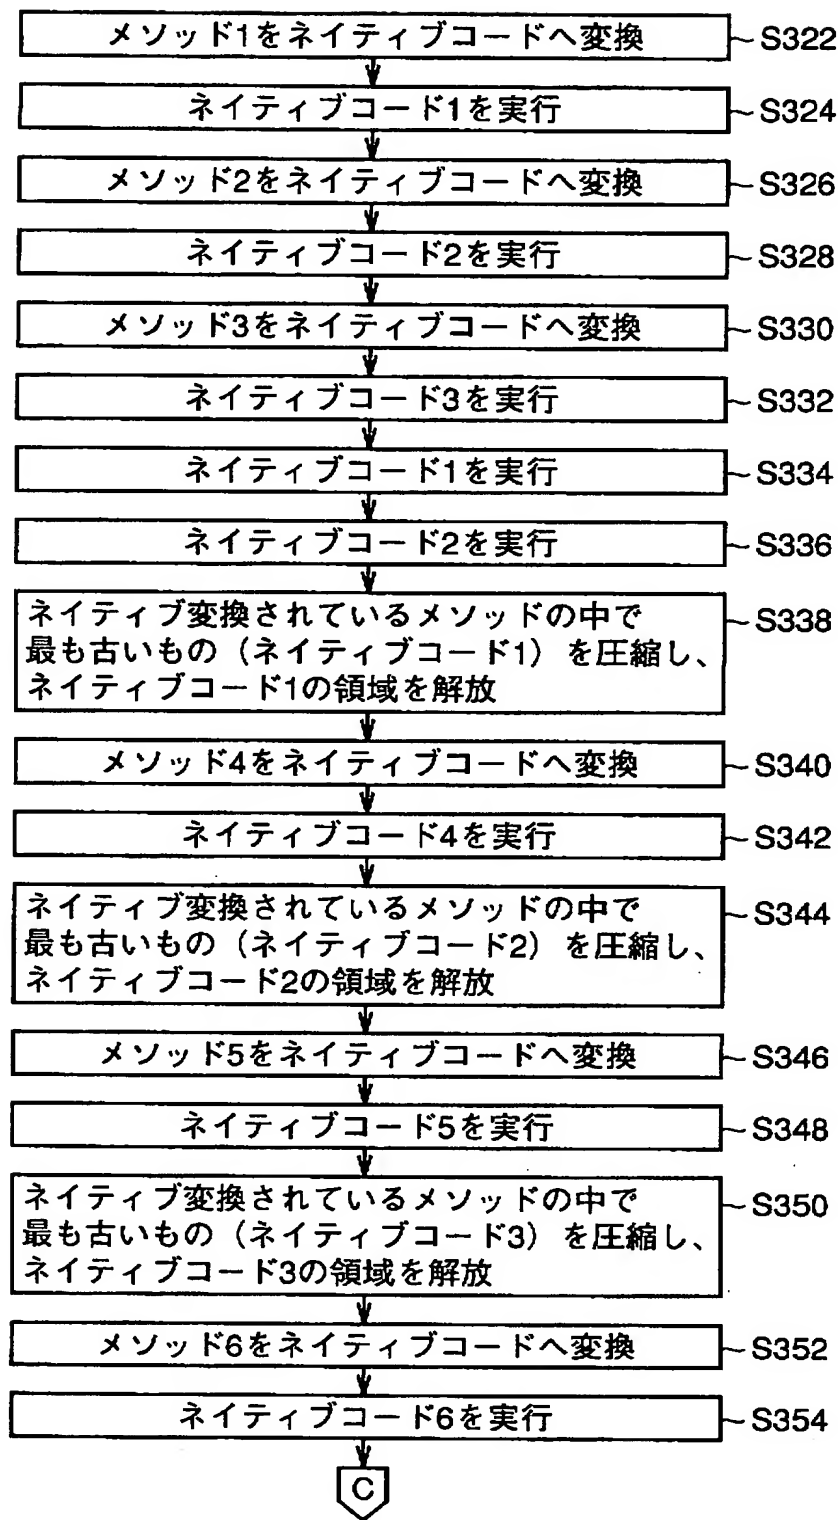 メソッド1をネイティブコードへ変換 S322
ネイティブコード1を実行 S324
メソッド2をネイティブコードへ変換 S326
ネイティブコード2を実行 S328
メソッド3をネイティブコードへ変換 S330
ネイティブコード3を実行 S332
ネイティブコード1を実行 S334
ネイティブコード2を実行 S336
ネイティブ変換されているメソッドの中で S338
最も古いもの（ネイティブコード1）を圧縮し、
ネイティブコード1の領域を解放
メソッド4をネイティブコードへ変換 S340
ネイティブコード4を実行 S342
ネイティブ変換されているメソッドの中で S344
最も古いもの（ネイティブコード2）を圧縮し、
ネイティブコード2の領域を解放
メソッド5をネイティブコードへ変換 S346
ネイティブコード5を実行 S348
ネイティブ変換されているメソッドの中で S350
最も古いもの（ネイティブコード3）を圧縮し、
ネイティブコード3の領域を解放
メソッド6をネイティブコードへ変換 S352
ネイティブコード6を実行 S354
C